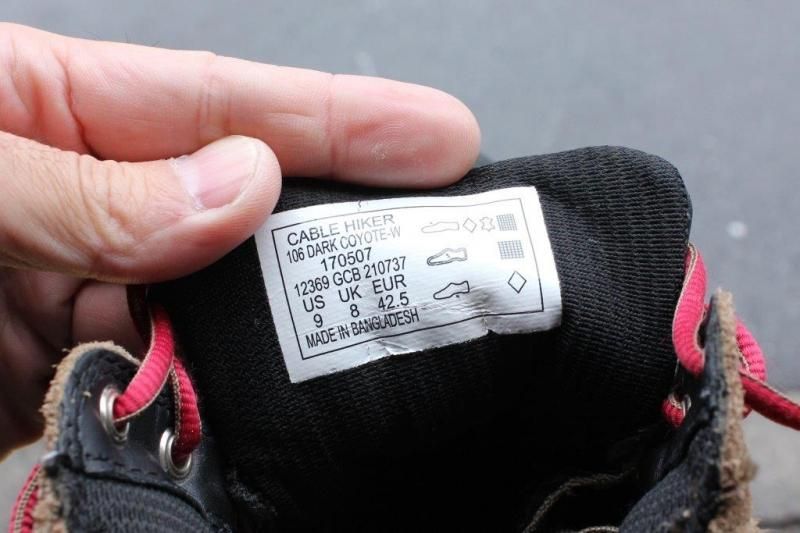 CABLE HIKER
106 DARK COYOTE-W
170507
12369 GCB 210737
US UK EUR
9 8 42.5
MADE IN BANGLADESH